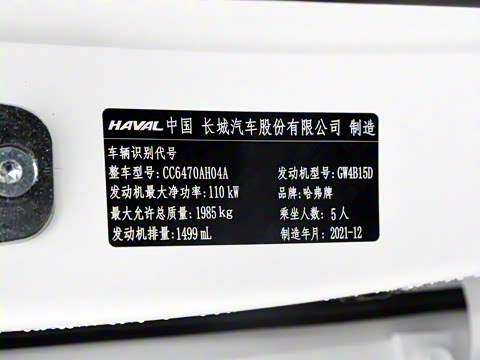 HAVAL 中国 长城汽车股份有限公司 制造
车辆识别代号
整车型号: CC6470AH04A 发动机型号: GW4B15D
发动机最大净功率: 110 kW 品牌: 哈弗牌
最大允许总质量: 1985 kg 乘坐人数: 5 人
发动机排量: 1499 mL 制造年月: 2021-12